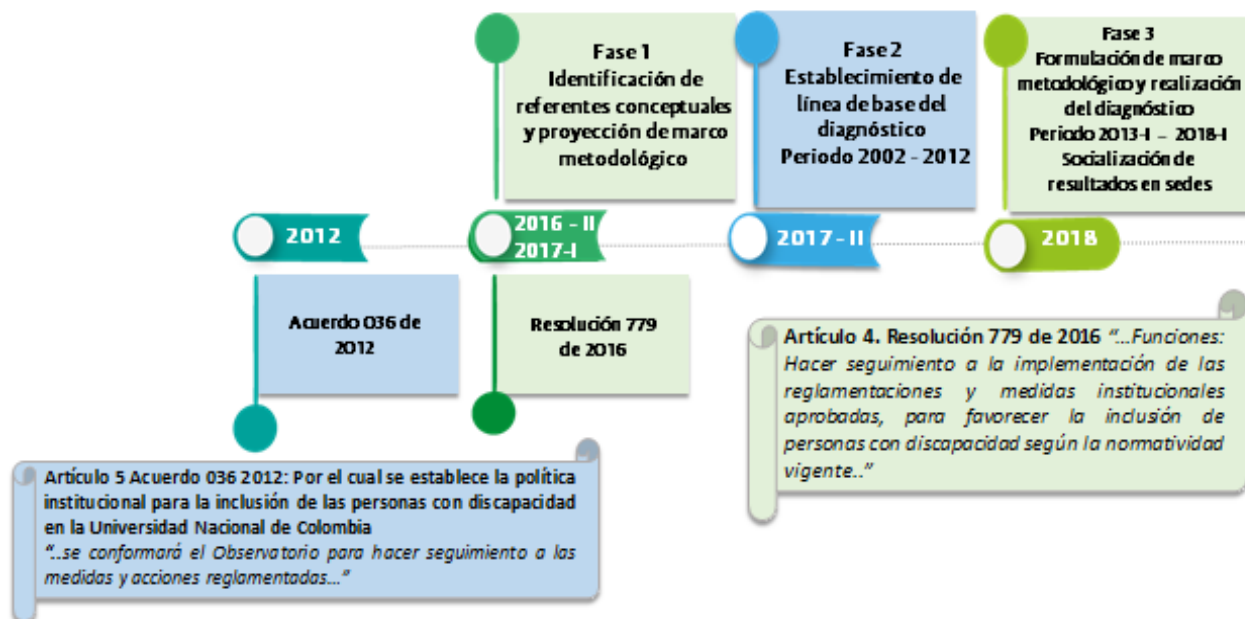 Fase 1
Identificación de
referentes conceptuales
y proyección de marco
metodológico
Fase 2
Establecimiento de
línea de base del
diagnóstico
Periodo 2002 - 2012
Fase 3
Formulación de marco
metodológico y realización
del diagnóstico
Periodo 2013-I – 2018-I
Socialización de
resultados en sedes
2012
2016 - II
2017-I
2017- II
2018
Acuerdo 036 de
2012
Resolución 779
de 2016
Artículo 4. Resolución 779 de 2016 “...Funciones:
Hacer seguimiento a la implementación de las
reglamentaciones y medidas institucionales
aprobadas, para favorecer la inclusión de
personas con discapacidad según la normatividad
vigente..”
Artículo 5 Acuerdo 036 2012: Por el cual se establece la política
institucional para la inclusión de las personas con discapacidad
en la Universidad Nacional de Colombia
“..se conformará el Observatorio para hacer seguimiento a las
medidas y acciones reglamentadas...”